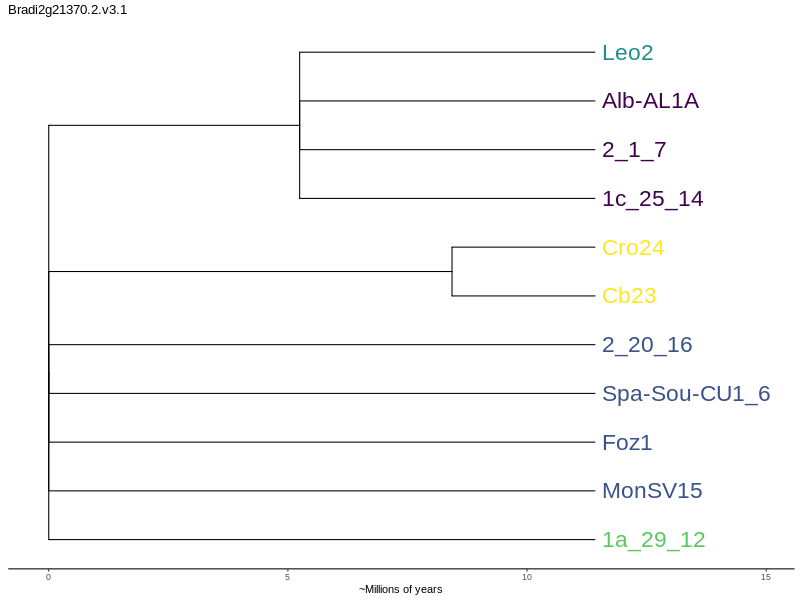 Bradi2g21370.2.v3.1
Leo2
Alb-AL1A
2_1_7
1c_25_14
Cro24
Cb23
2_20_16
Spa-Sou-CU1_6
Foz1
MonSV15
1a_29_12
0 5 10 15
~Millions of years